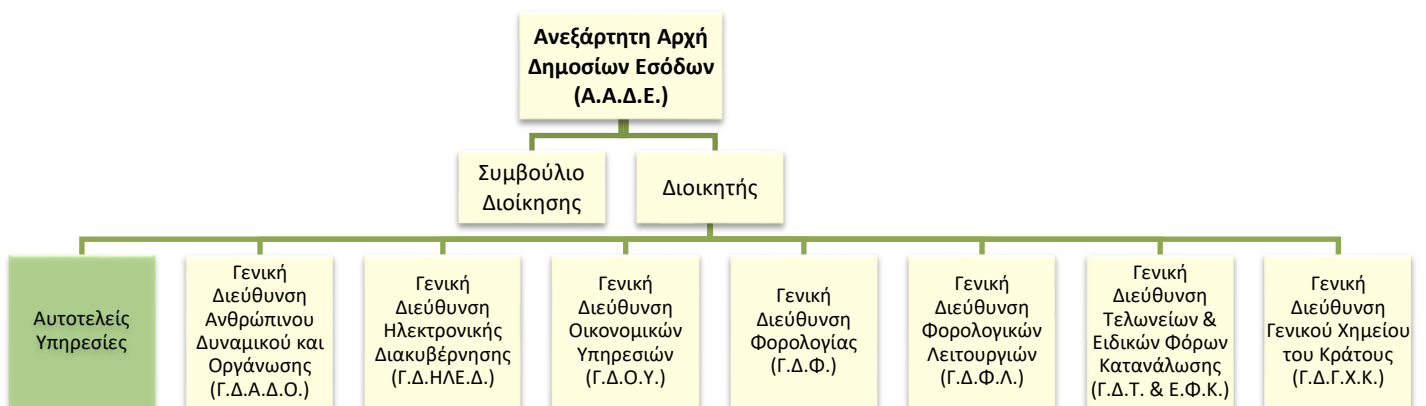 Ανεξάρτητη Αρχή
Δημοσίων Εσόδων
(Α.Α.Δ.Ε.)
Συμβούλιο
Διοίκησης
Διοικητής
Αυτοτελείς
Υπηρεσίες
Γενική
Διεύθυνση
Ανθρώπινου
Δυναμικού και
Οργάνωσης
(Γ.Δ.Α.Δ.Ο.)
Γενική
Διεύθυνση
Ηλεκτρονικής
Διακυβέρνησης
(Γ.Δ.ΗΛΕ.Δ.)
Γενική
Διεύθυνση
Οικονομικών
Υπηρεσιών
(Γ.Δ.Ο.Υ.)
Γενική
Διεύθυνση
Φορολογίας
(Γ.Δ.Φ.)
Γενική
Διεύθυνση
Φορολογικών
Λειτουργιών
(Γ.Δ.Φ.Λ.)
Γενική
Διεύθυνση
Τελωνείων &
Ειδικών Φόρων
Κατανάλωσης
(Γ.Δ.Τ. & Ε.Φ.Κ.)
Γενική
Διεύθυνση
Γενικού Χημείου
του Κράτους
(Γ.Δ.Γ.Χ.Κ.)